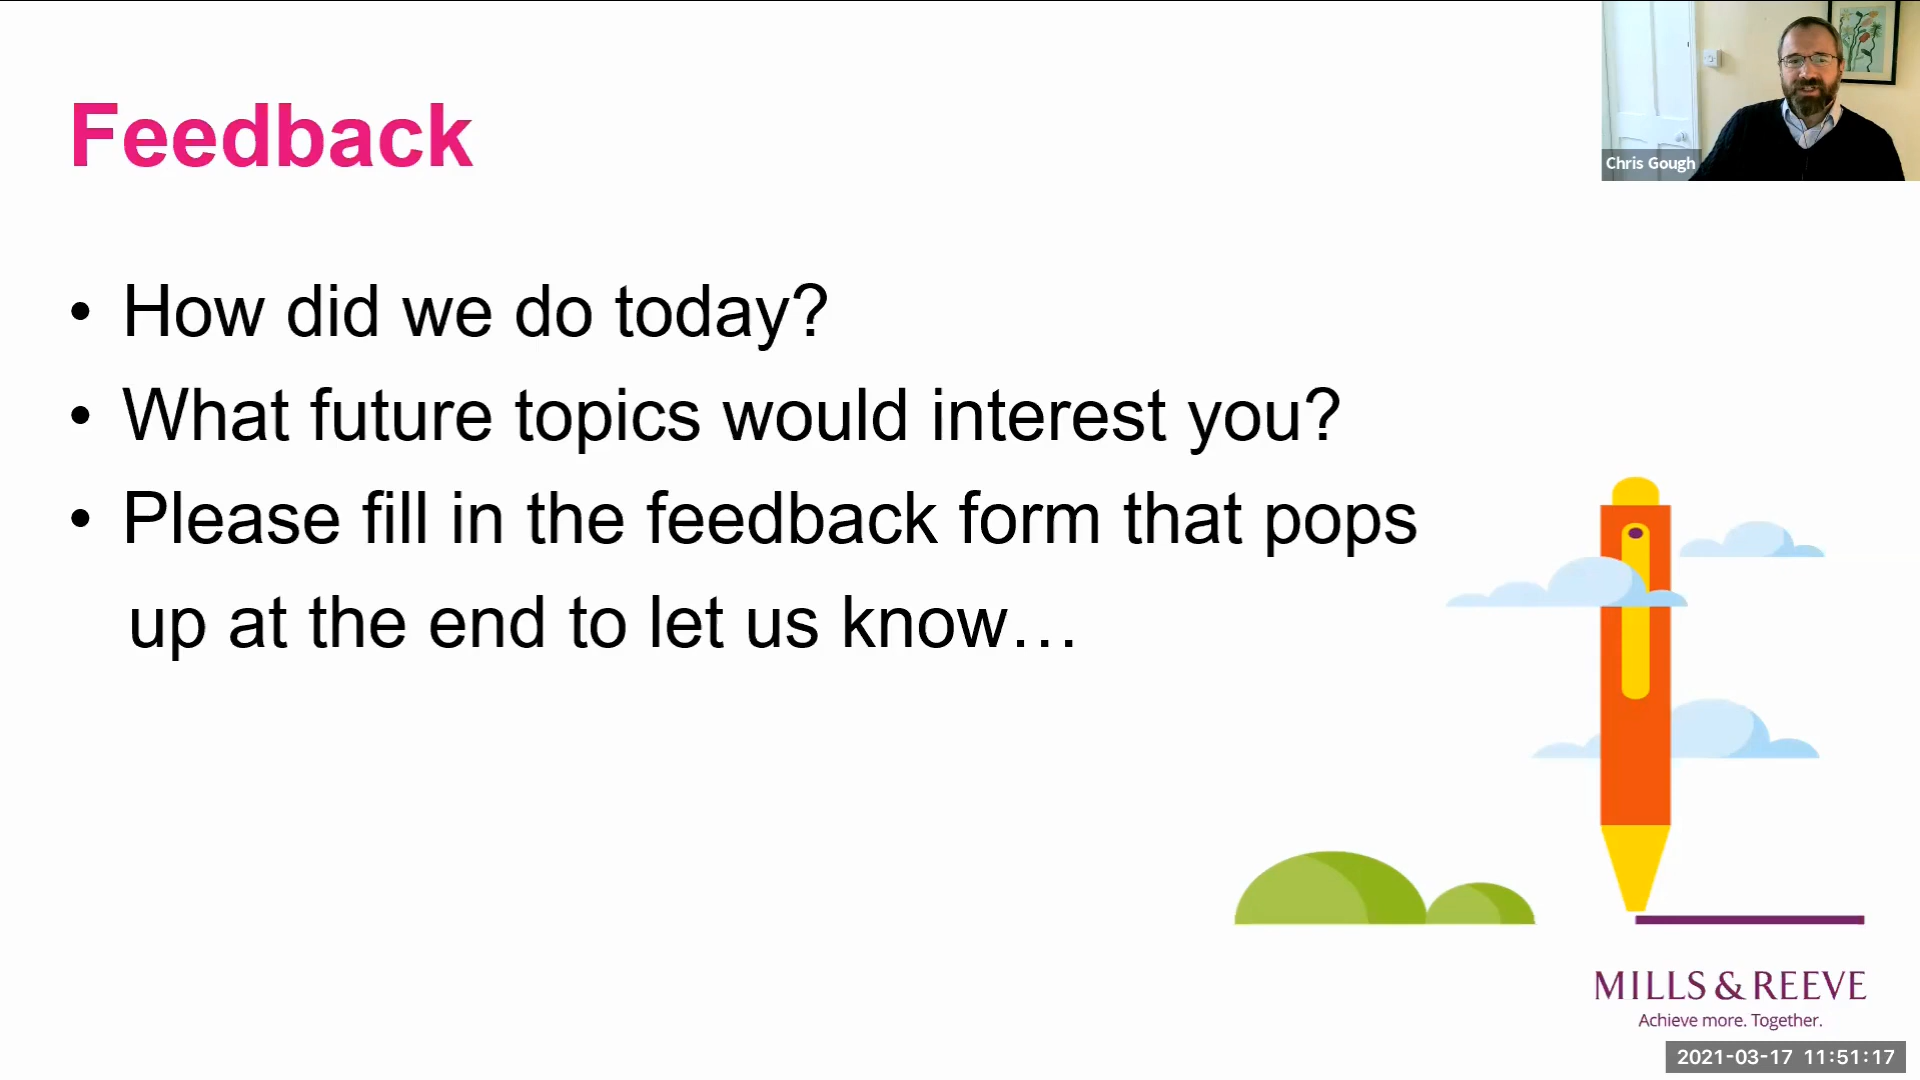 Feedback
Chris Gough
• How did we do today?
• What future topics would interest you?
• Please fill in the feedback form that pops
up at the end to let us know…
MILLS & REEVE
Achieve more. Together.
2021-03-17 11:51:17